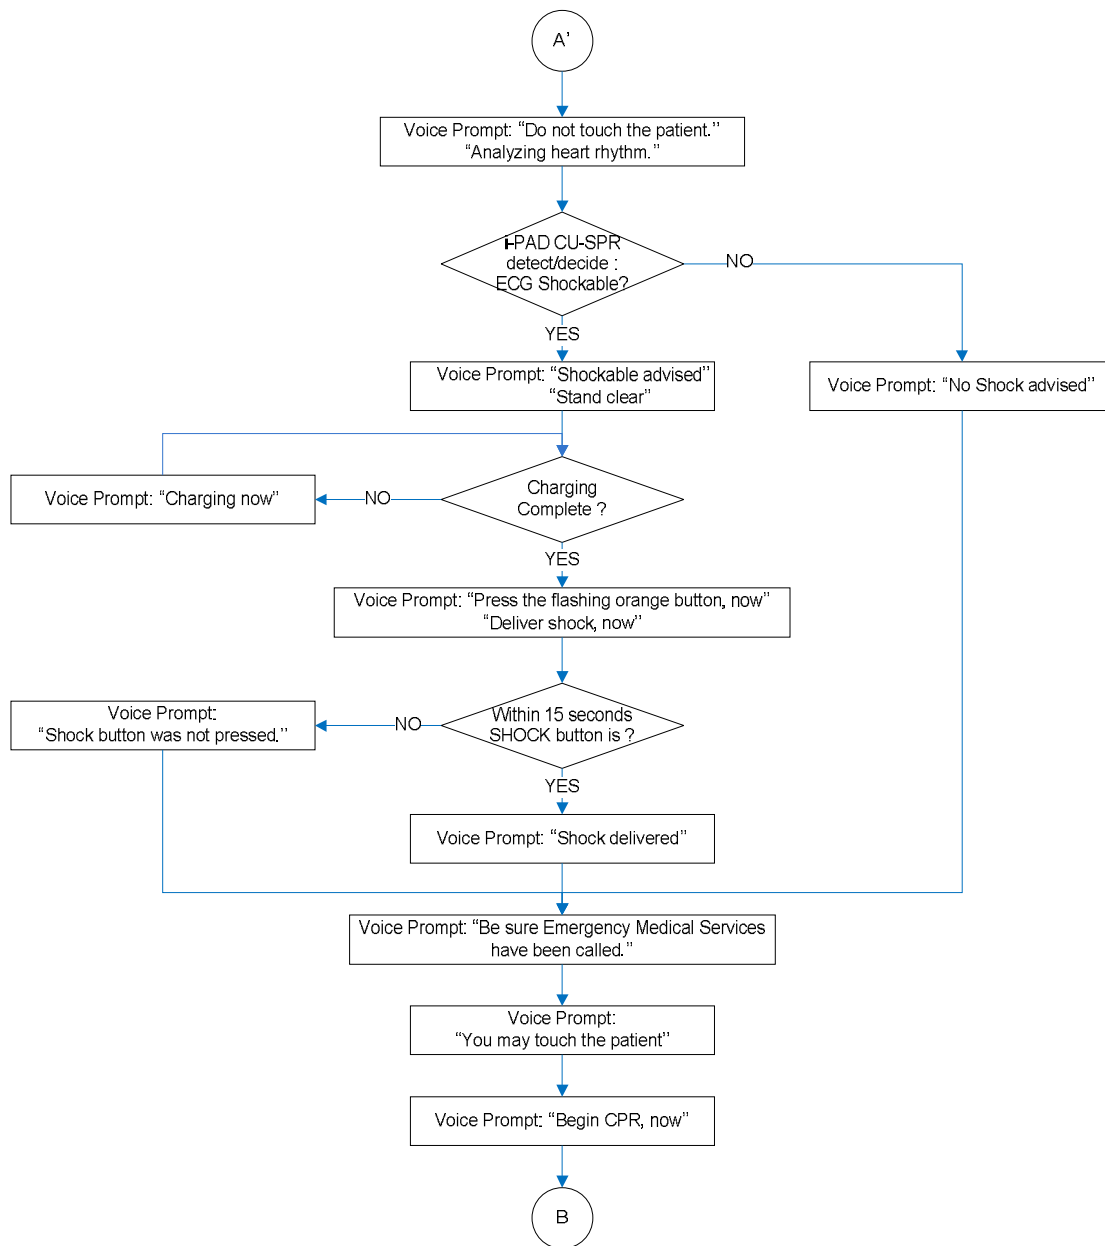 A’
Voice Prompt: “Do not touch the patient.”
“Analyzing heart rhythm.”
i-PAD CU-SPR
detect/decide :
ECG Shockable?
NO
YES
Voice Prompt: “Shockable advised”
“Stand clear”
Voice Prompt: “No Shock advised”
Voice Prompt: “Charging now”
NO
Charging
Complete ?
YES
Voice Prompt: “Press the flashing orange button, now”
“Deliver shock, now”
Voice Prompt:
“Shock button was not pressed.”
NO
Within 15 seconds
SHOCK button is ?
YES
Voice Prompt: “Shock delivered”
Voice Prompt: “Be sure Emergency Medical Services
have been called.”
Voice Prompt:
“You may touch the patient”
Voice Prompt: “Begin CPR, now”
B